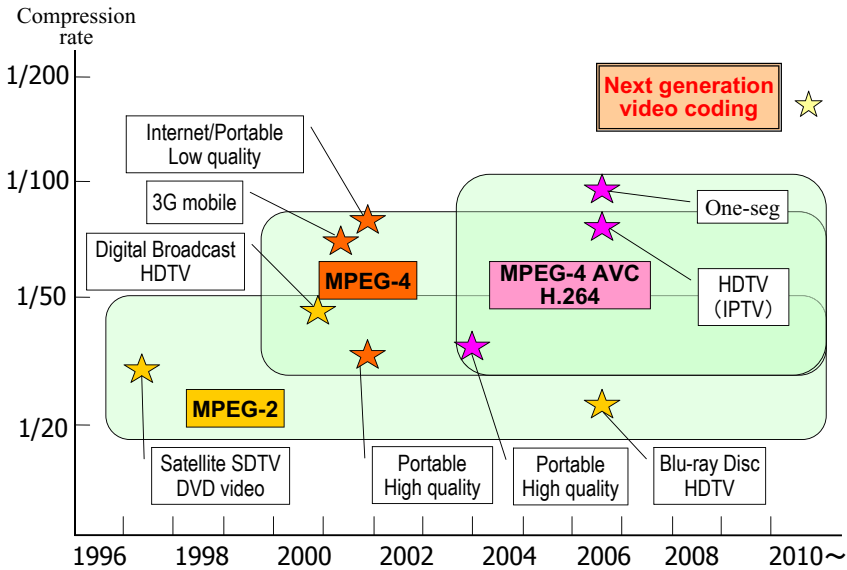 Compression
rate
1/200
Next generation
video coding
Internet/Portable
Low quality
1/100
3G mobile
One-seg
Digital Broadcast
HDTV
MPEG-4
MPEG-4 AVC
H.264
HDTV
（IPTV）
1/50
MPEG-2
1/20
Satellite SDTV
DVD video
Portable
High quality
Portable
High quality
Blu-ray Disc
HDTV
1996
1998
2000
2002
2004
2006
2008
2010～